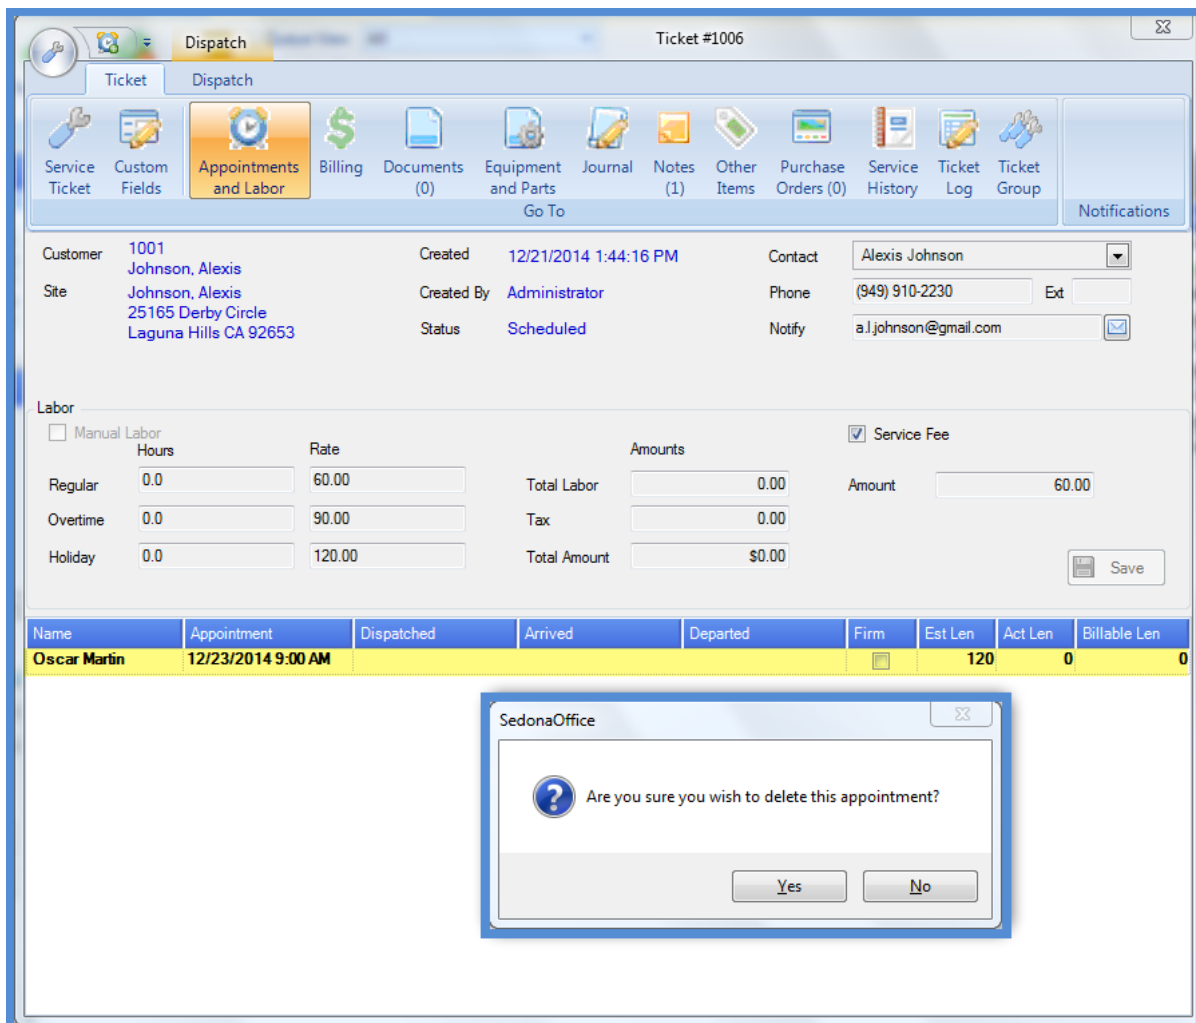 Dispatch
Ticket #1006
Ticket Dispatch
Service Ticket
Custom Fields
Appointments and Labor
Billing
Documents (0)
Equipment and Parts
Journal
Notes (1)
Other Items
Purchase Orders (0)
Service History
Ticket Log
Ticket Group
Go To
Notifications
Customer 1001
Johnson, Alexis
Site Johnson, Alexis
25165 Derby Circle
Laguna Hills CA 92653
Created 12/21/2014 1:44:16 PM
Created By Administrator
Status Scheduled
Contact Alexis Johnson
Phone (949) 910-2230 Ext
Notify a.l.johnson@gmail.com
Labor
Manual Labor
Hours Rate Amounts
Service Fee
Regular 0.0 60.00 Total Labor 0.00 Amount 60.00
Overtime 0.0 90.00 Tax 0.00
Holiday 0.0 120.00 Total Amount $0.00
Save
Name Appointment Dispatched Arrived Departed Firm Est Len Act Len Billable Len
Oscar Martin 12/23/2014 9:00 AM 120 0 0
SedonaOffice
Are you sure you wish to delete this appointment?
Yes No